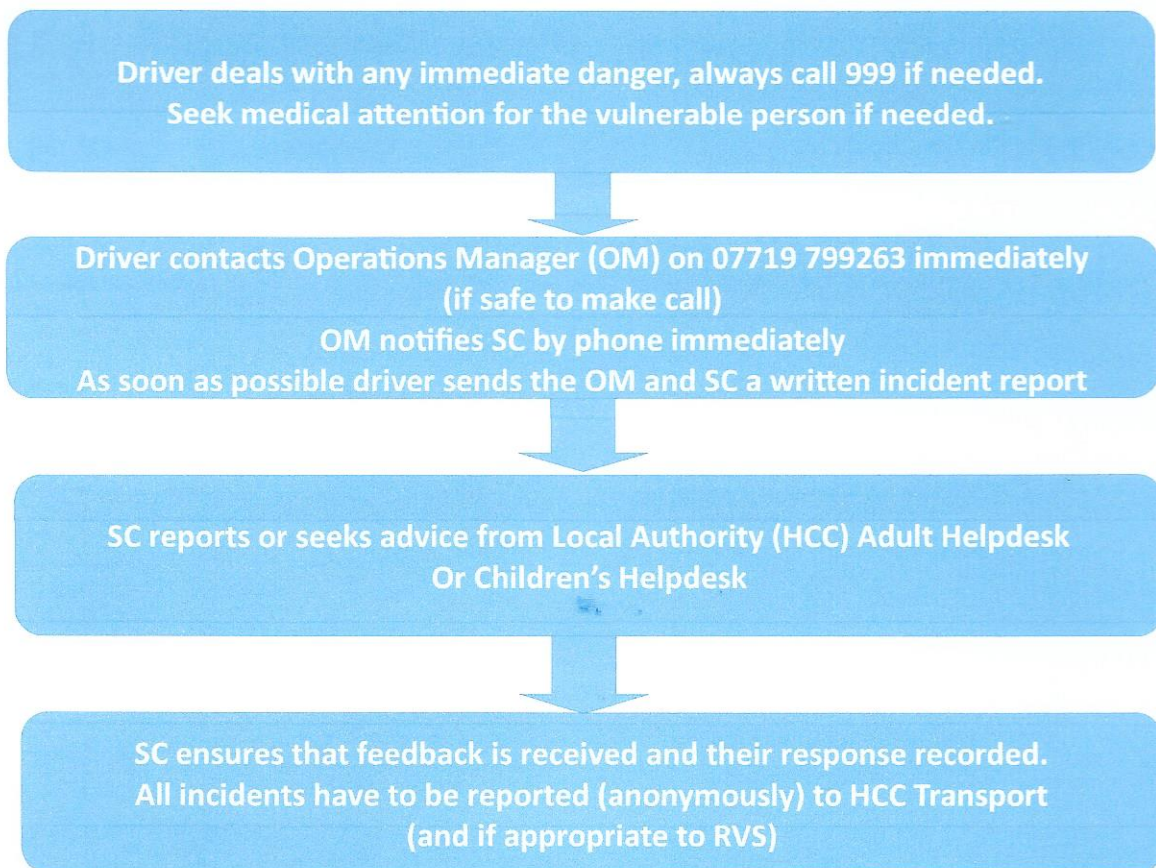 Driver deals with any immediate danger, always call 999 if needed.
Seek medical attention for the vulnerable person if needed.
Driver contacts Operations Manager (OM) on 07719 799263 immediately
(if safe to make call)
OM notifies SC by phone immediately
As soon as possible driver sends the OM and SC a written incident report
SC reports or seeks advice from Local Authority (HCC) Adult Helpdesk
Or Children’s Helpdesk
SC ensures that feedback is received and their response recorded.
All incidents have to be reported (anonymously) to HCC Transport
(and if appropriate to RVS)